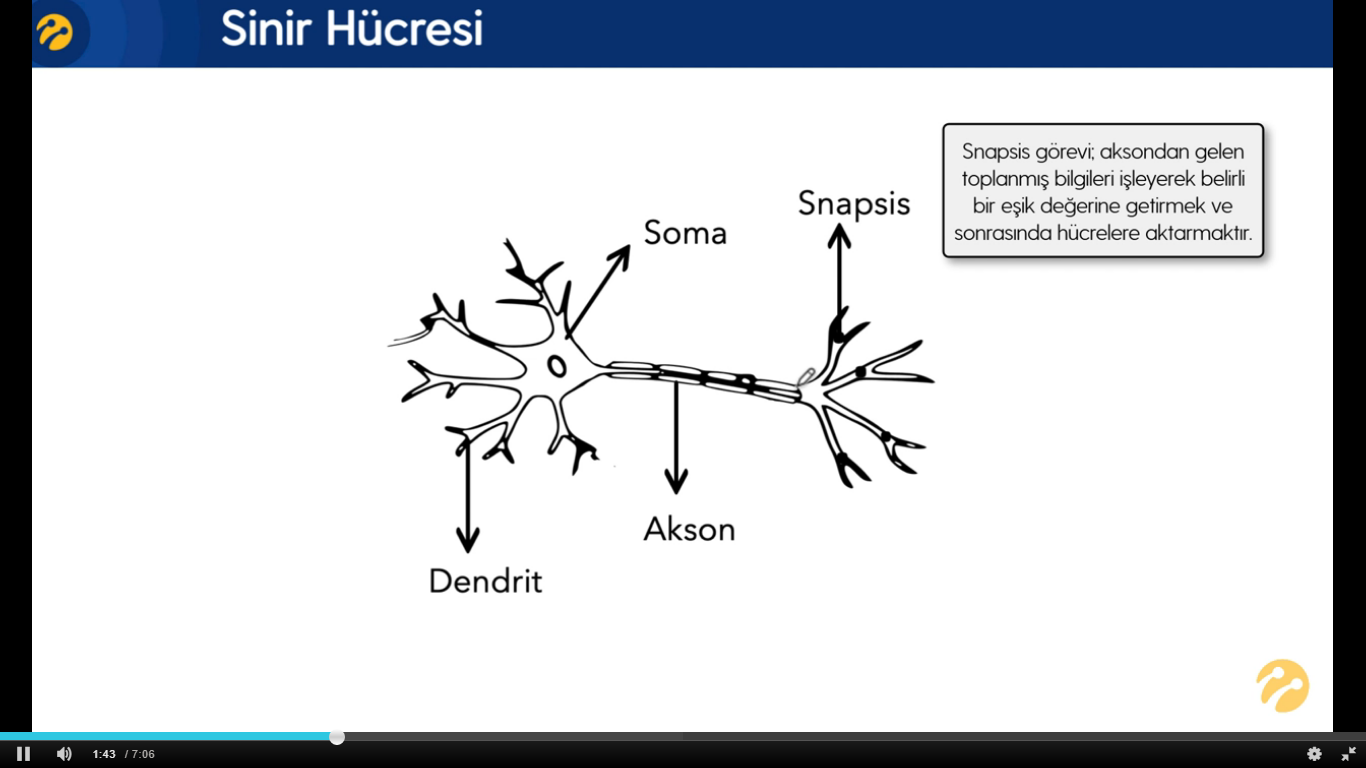 Sinir Hücresi
Snapsis görevi; aksondan gelen
toplanmış bilgileri işleyerek belirli
bir eşik değerine getirmek ve
sonrasında hücrelere aktarmaktır.
Snapsis
Soma
Akson
Dendrit
1:43 / 7:06